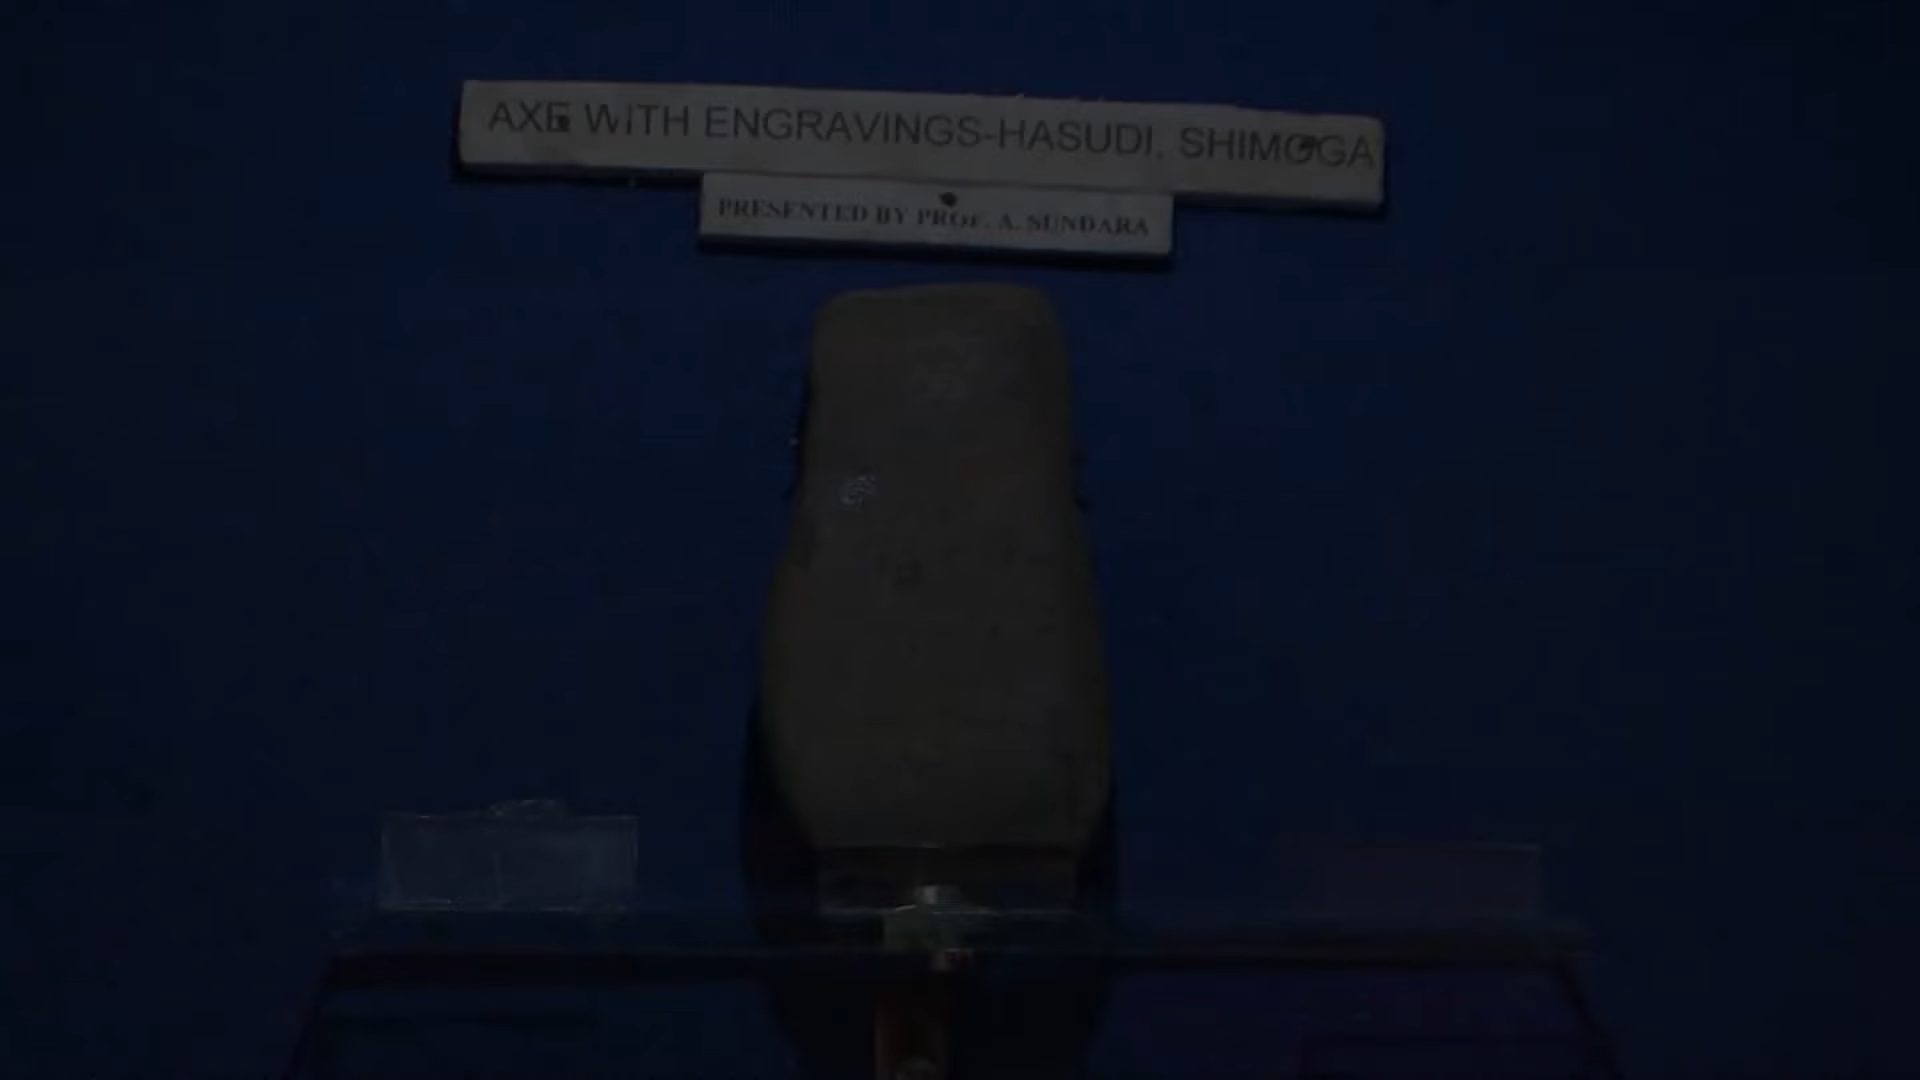 AXE WITH ENGRAVINGS-HASUDI, SHIMOGA
PRESENTED BY PROF. A. SUNDARA